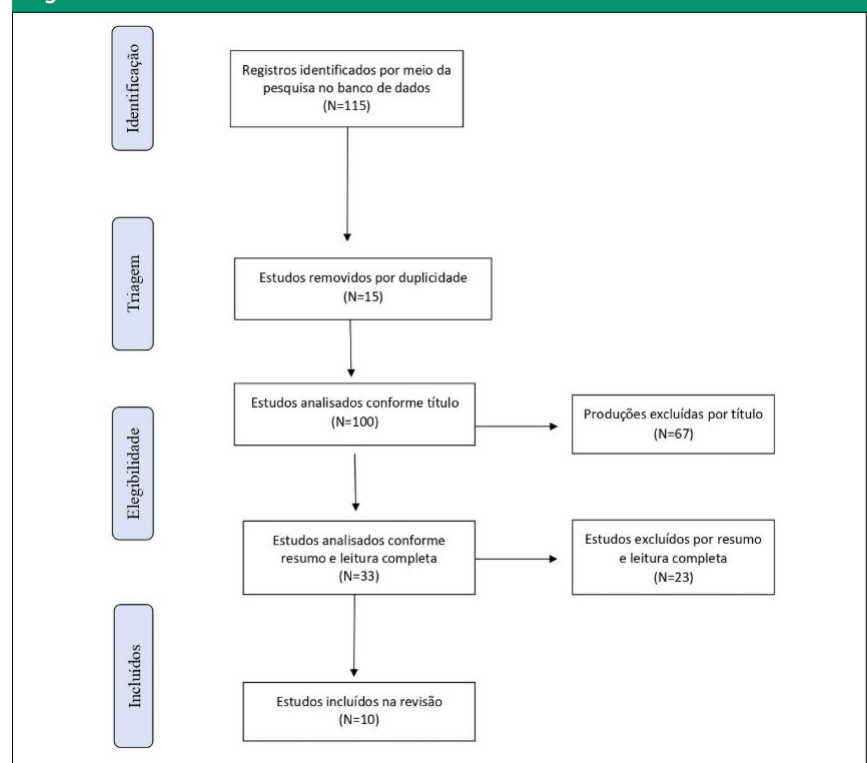 Identificação
Registros identificados por meio da
pesquisa no banco de dados
(N=115)
Triagem
Estudos removidos por duplicidade
(N=15)
Estudos analisados conforme título
(N=100)
Produções excluídas por título
(N=67)
Elegibilidade
Estudos analisados conforme
resumo e leitura completa
(N=33)
Estudos excluídos por resumo
e leitura completa
(N=23)
Incluídos
Estudos incluídos na revisão
(N=10)